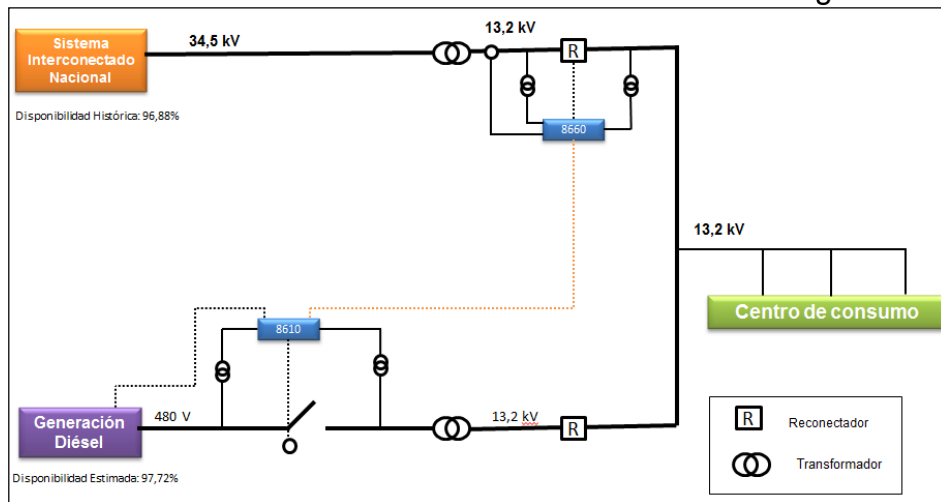 Sistema
Interconectado
Nacional
34,5 kV
13,2 kV
R
Disponibilidad Histórica: 96,88%
8660
13,2 kV
Centro de consumo
8610
Generación
Diésel
480 V
13,2 kV
R
Disponibilidad Estimada: 97,72%
R
Reconectador
Transformador